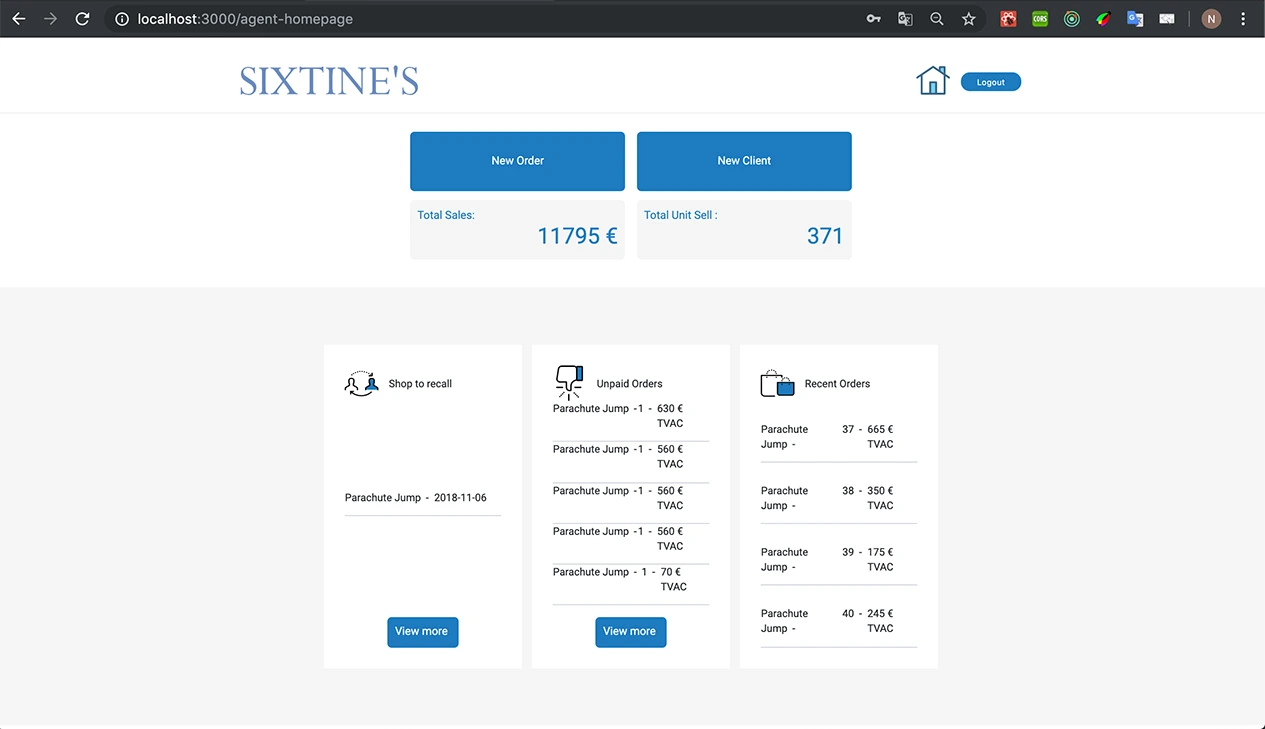 localhost:3000/agent-homepage
CORS
G
N
SIXTINE'S
Logout
New Order
New Client
Total Sales:
11795 €
Total Unit Sell :
371
Shop to recall
Parachute Jump - 2018-11-06
View more
Unpaid Orders
Parachute Jump -1 - 630 €
TVAC
Parachute Jump -1 - 560 €
TVAC
Parachute Jump -1 - 560 €
TVAC
Parachute Jump -1 - 560 €
TVAC
Parachute Jump - 1 - 70 €
TVAC
View more
Recent Orders
Parachute 37 - 665 €
Jump - TVAC
Parachute 38 - 350 €
Jump - TVAC
Parachute 39 - 175 €
Jump - TVAC
Parachute 40 - 245 €
Jump - TVAC